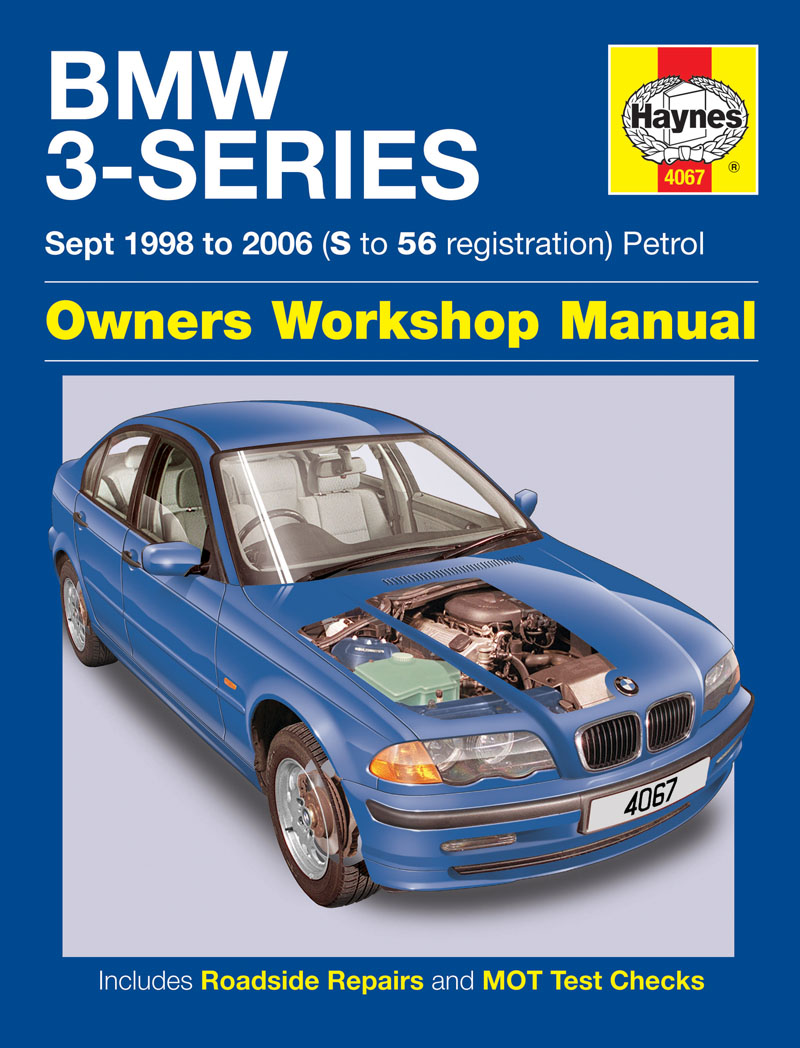 BMW
3-SERIES
Haynes
4067
®
Sept 1998 to 2006 (S to 56 registration) Petrol
Owners Workshop Manual
4067
Includes Roadside Repairs and MOT Test Checks